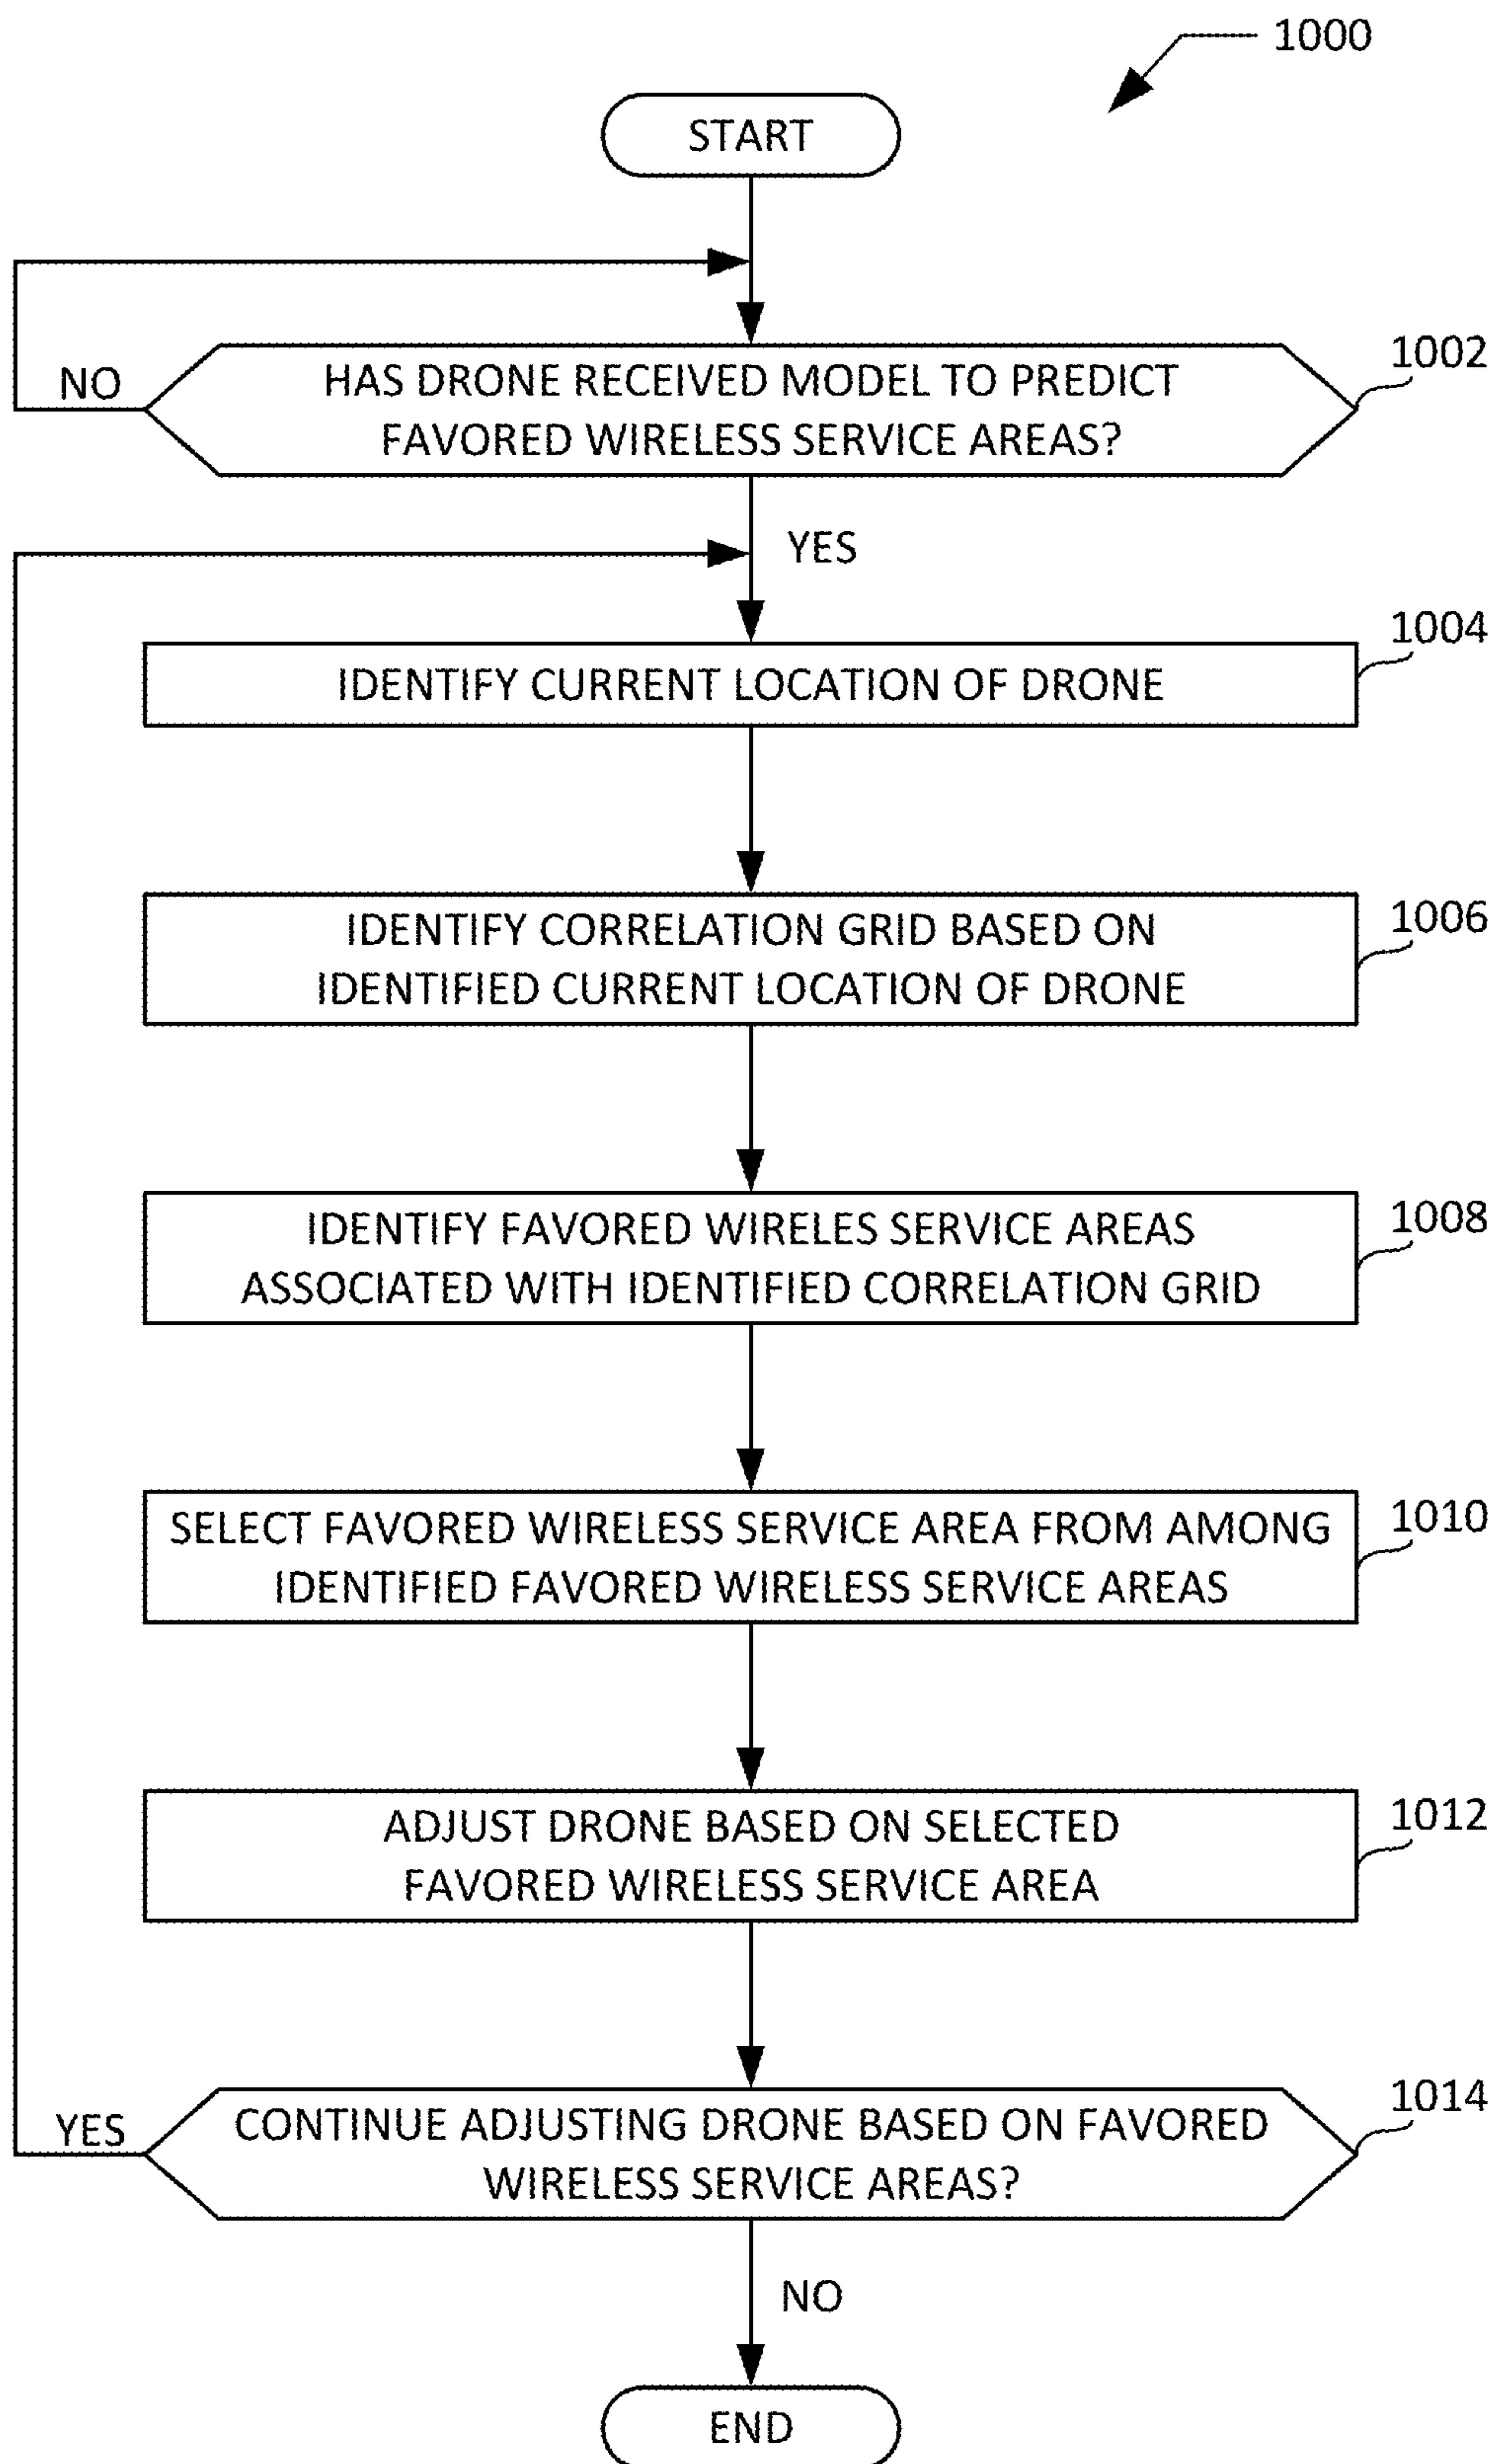 1000
START
1002
NO
HAS DRONE RECEIVED MODEL TO PREDICT
FAVORED WIRELESS SERVICE AREAS?
YES
1004
IDENTIFY CURRENT LOCATION OF DRONE
1006
IDENTIFY CORRELATION GRID BASED ON
IDENTIFIED CURRENT LOCATION OF DRONE
1008
IDENTIFY FAVORED WIRELES SERVICE AREAS
ASSOCIATED WITH IDENTIFIED CORRELATION GRID
1010
SELECT FAVORED WIRELESS SERVICE AREA FROM AMONG
IDENTIFIED FAVORED WIRELESS SERVICE AREAS
1012
ADJUST DRONE BASED ON SELECTED
FAVORED WIRELESS SERVICE AREA
1014
YES
CONTINUE ADJUSTING DRONE BASED ON FAVORED
WIRELESS SERVICE AREAS?
NO
END